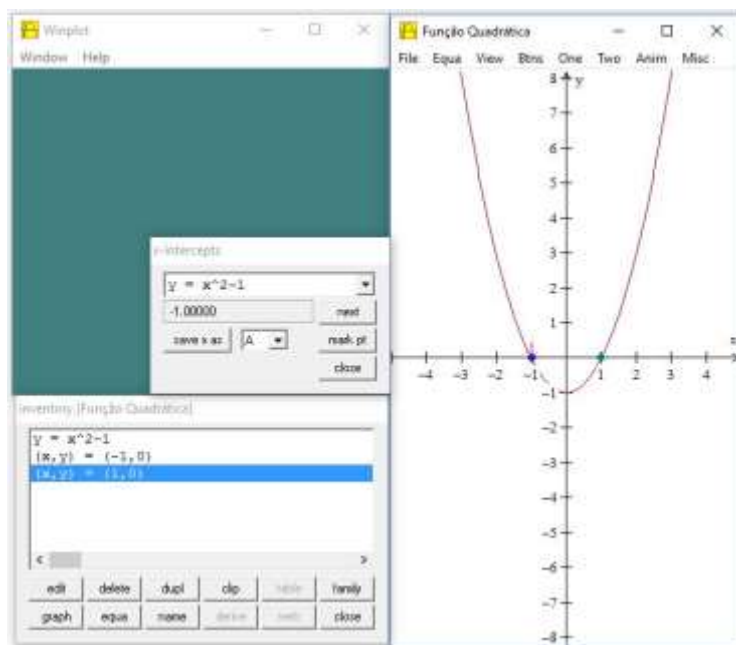 Winplot
Window Help
x-intercepts
y = x^2-1
-1.00000
next
save x as
A
mark pt
close
inventory [Função Quadrática]
y = x^2-1
(x,y) = (-1,0)
(x,y) = (1,0)
edit delete dupl clip table family
graph equa name derive web close
Função Quadrática
File Equa View Btns One Two Anim Misc
y
8
7
6
5
4
3
2
1
−4 −3 −2 −1 1 2 3 4
x
−1
−2
−3
−4
−5
−6
−7
−8